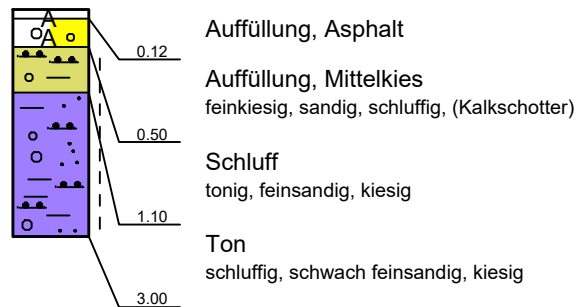 A
Auffüllung, Asphalt
A
0.12
Auffüllung, Mittelkies
feinkiesig, sandig, schluffig, (Kalkschotter)
0.50
Schluff
tonig, feinsandig, kiesig
1.10
Ton
schluffig, schwach feinsandig, kiesig
3.00